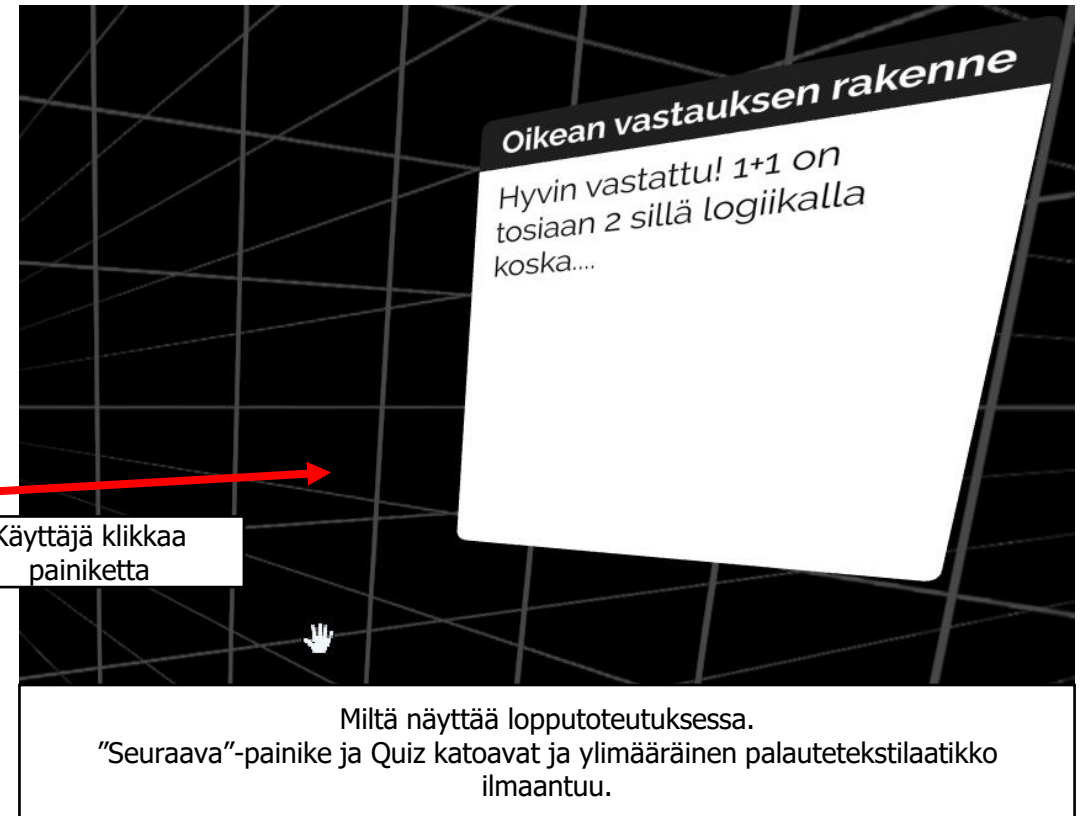 Oikean vastauksen rakenne
Hyvin vastattu! 1+1 on
tosiaan 2 sillä logiikalla
koska....
Käyttäjä klikkaa
painiketta
Miltä näyttää lopputoteutuksessa.
”Seuraava”-painike ja Quiz katoavat ja ylimääräinen palautetekstilaatikko
ilmaantuu.